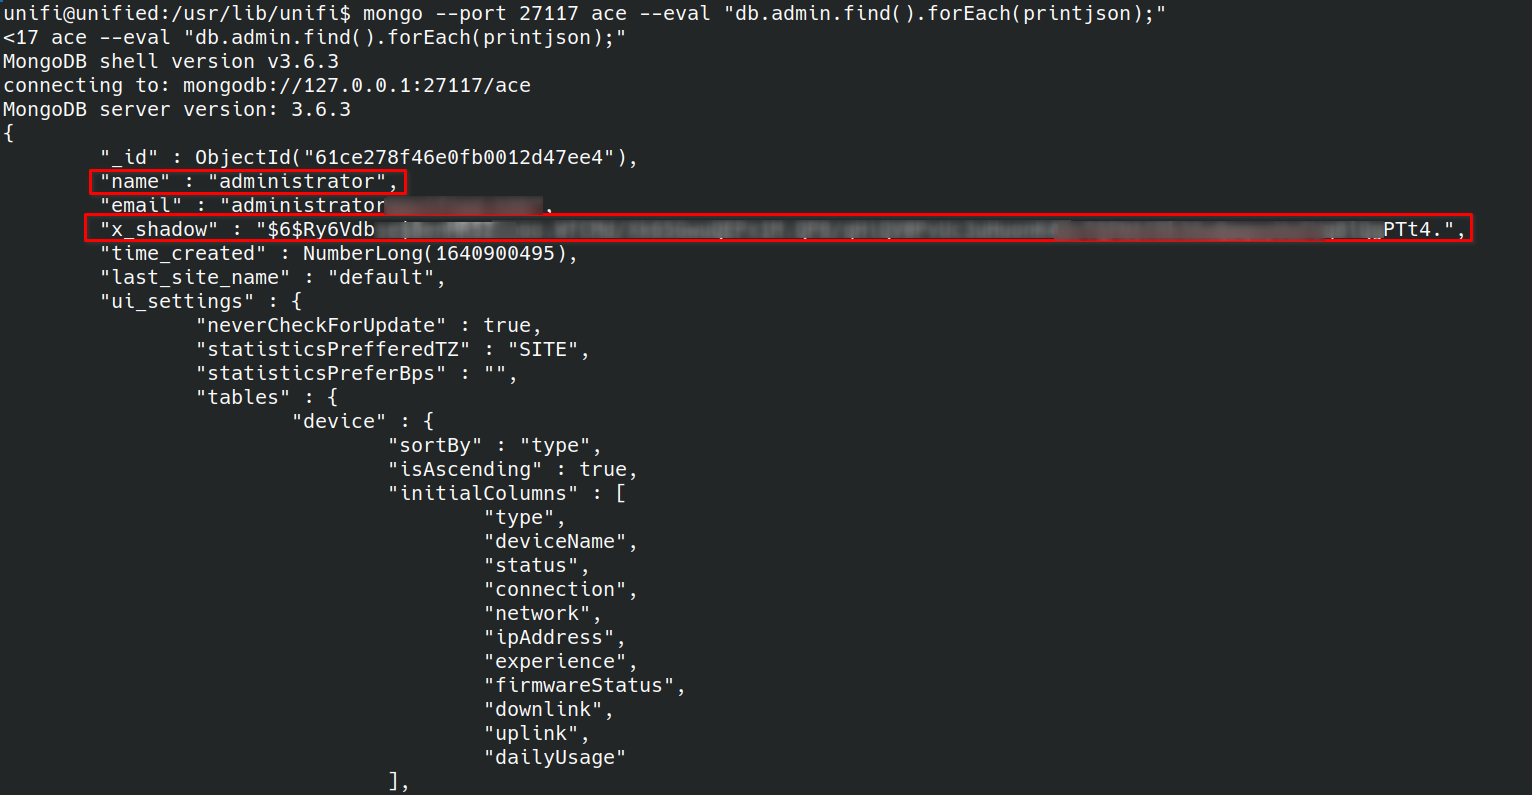 unifi@unified:/usr/lib/unifi$ mongo --port 27117 ace --eval "db.admin.find().forEach(printjson);"
<17 ace --eval "db.admin.find().forEach(printjson);"
MongoDB shell version v3.6.3
connecting to: mongodb://127.0.0.1:27117/ace
MongoDB server version: 3.6.3
{
        "_id" : ObjectId("61ce278f46e0fb0012d47ee4"),
        "name" : "administrator",
        "email" : "administrator ,
        "x_shadow" : "$6$Ry6Vdb PTt4.",
        "time_created" : NumberLong(1640900495),
        "last_site_name" : "default",
        "ui_settings" : {
                "neverCheckForUpdate" : true,
                "statisticsPrefferedTZ" : "SITE",
                "statisticsPreferBps" : "",
                "tables" : {
                        "device" : {
                                "sortBy" : "type",
                                "isAscending" : true,
                                "initialColumns" : [
                                        "type",
                                        "deviceName",
                                        "status",
                                        "connection",
                                        "network",
                                        "ipAddress",
                                        "experience",
                                        "firmwareStatus",
                                        "downlink",
                                        "uplink",
                                        "dailyUsage"
                                ],